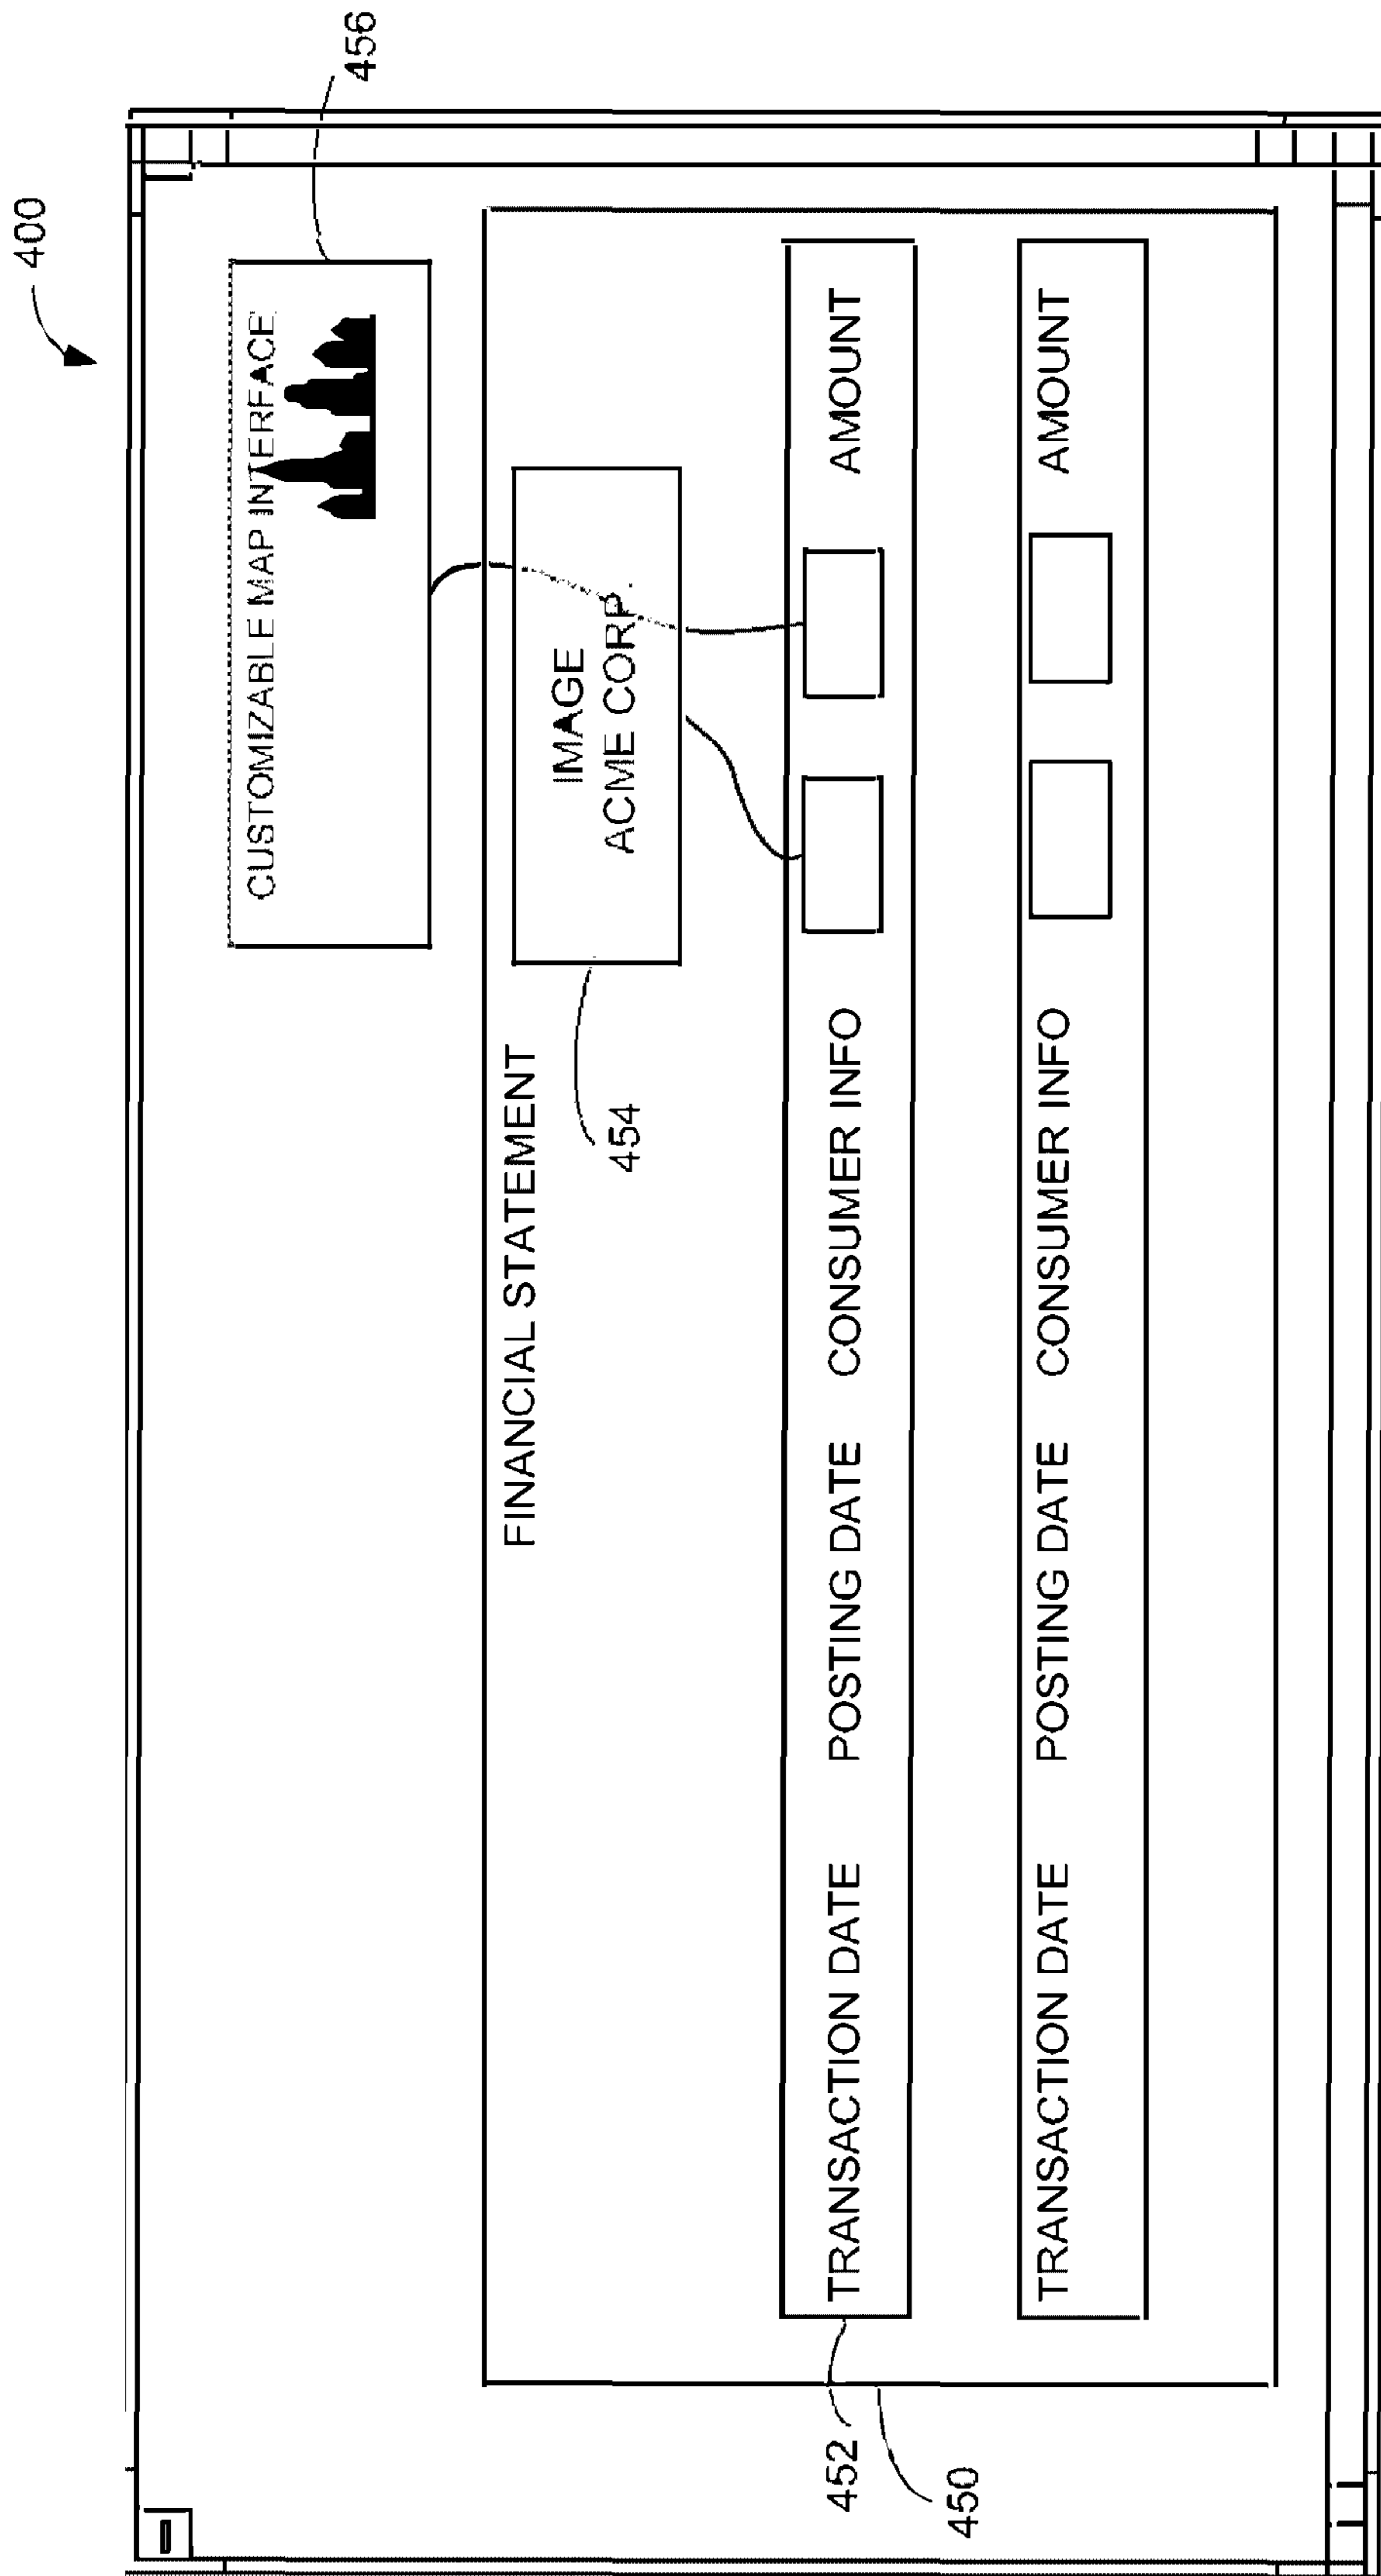 400
456
CUSTOMIZABLE MAP INTERFACE
FINANCIAL STATEMENT
454
IMAGE
ACME CORP.
452
TRANSACTION DATE POSTING DATE CONSUMER INFO AMOUNT
450
TRANSACTION DATE POSTING DATE CONSUMER INFO AMOUNT